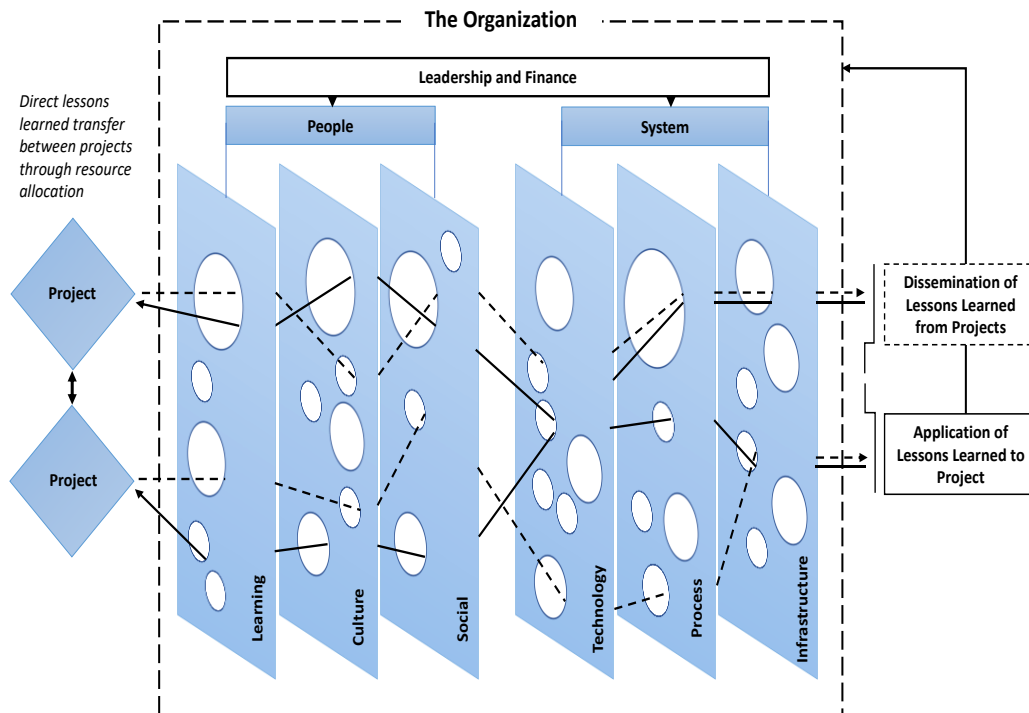 The Organization
Leadership and Finance
Direct lessons
learned transfer
between projects
through resource
allocation
People
System
Project
Project
Learning
Culture
Social
Technology
Process
Infrastructure
Dissemination of
Lessons Learned
from Projects
Application of
Lessons Learned to
Project